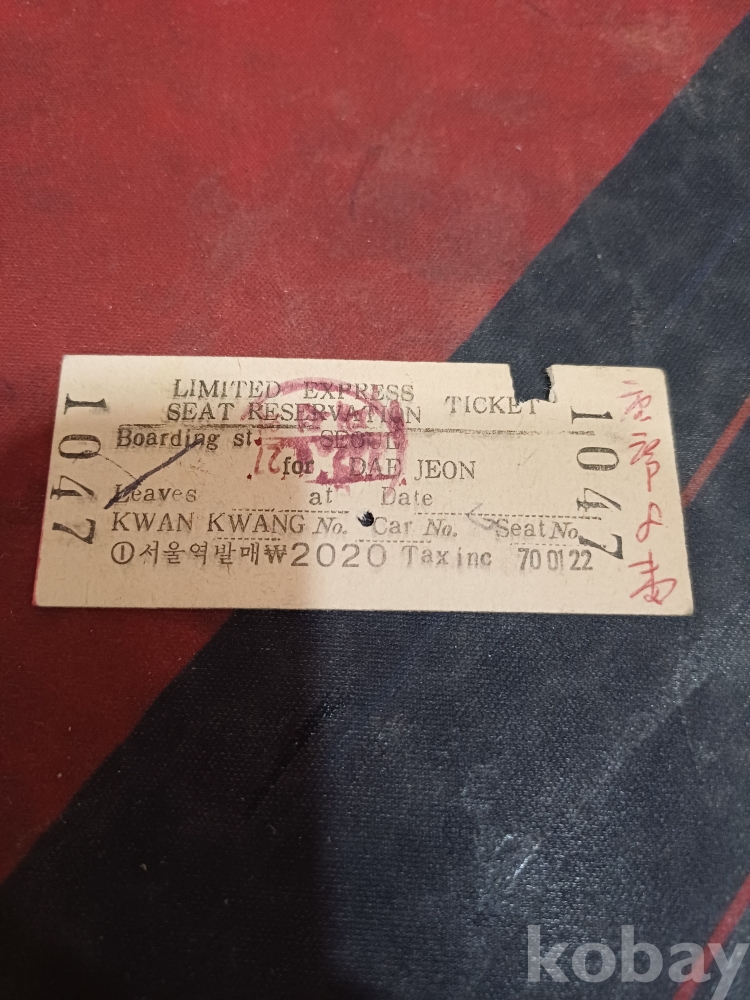 LIMITED EXPRESS
SEAT RESERVATION TICKET
Boarding st. SEOUL
for DAE JEON
Leaves at Date
KWAN KWANG No. Car No. Seat No.
①서울역발매₩2020 Tax inc 70 01 22
1047
1047
kobay